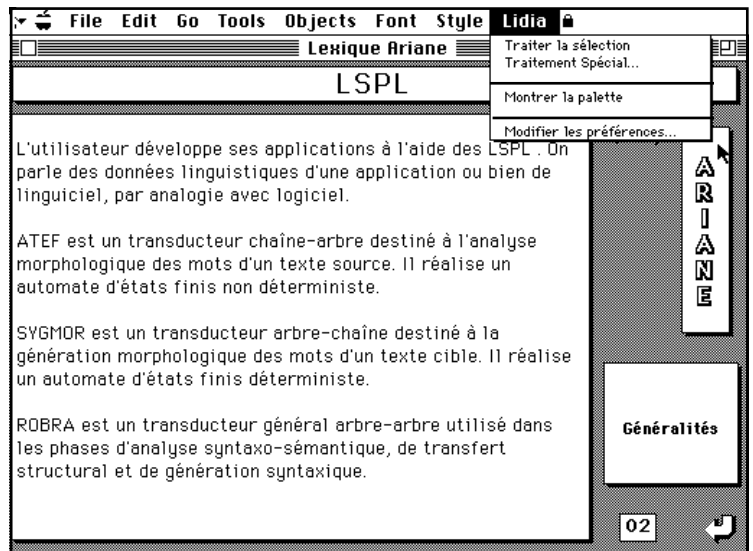 File Edit Go Tools Objects Font Style Lidia
Lexique Ariane
Traiter la sélection
Traitement Spécial...
Montrer la palette
Modifier les préférences...
LSPL
L'utilisateur développe ses applications à l'aide des LSPL . On
parle des données linguistiques d'une application ou bien de
linguiciel, par analogie avec logiciel.
ATEF est un transducteur chaîne-arbre destiné à l'analyse
morphologique des mots d'un texte source. Il réalise un
automate d'états finis non déterministe.
SYGMOR est un transducteur arbre-chaîne destiné à la
génération morphologique des mots d'un texte cible. Il réalise
un automate d'états finis déterministe.
ROBRA est un transducteur général arbre-arbre utilisé dans
les phases d'analyse syntaxo-sémantique, de transfert
structural et de génération syntaxique.
ARIANE
Généralités
02